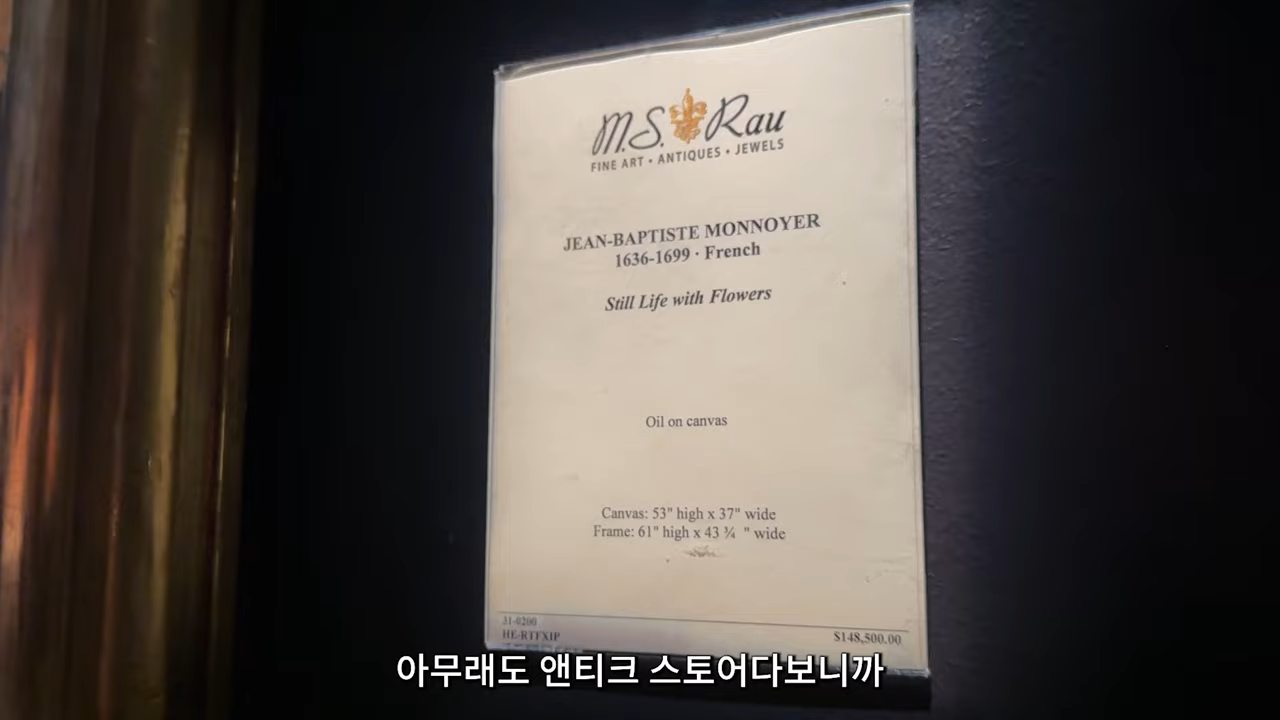 M.S. Rau
FINE ART • ANTIQUES • JEWELS
JEAN-BAPTISTE MONNOYER
1636-1699 · French
Still Life with Flowers
Oil on canvas
Canvas: 53" high x 37" wide
Frame: 61" high x 43 ¾ " wide
31-0200
HE-RTFXIP
$148,500.00
아무래도 앤티크 스토어다보니까